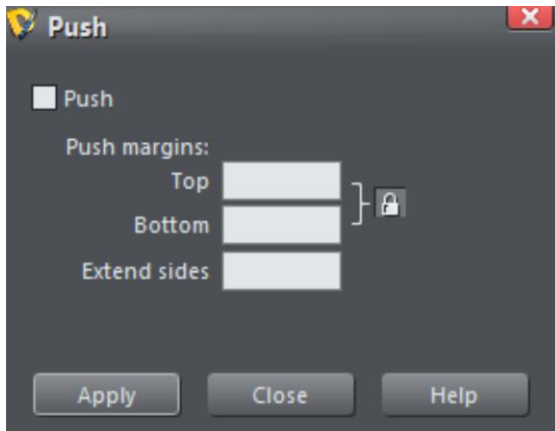 Push
Push
Push margins:
Top
Bottom
Extend sides
Apply Close Help